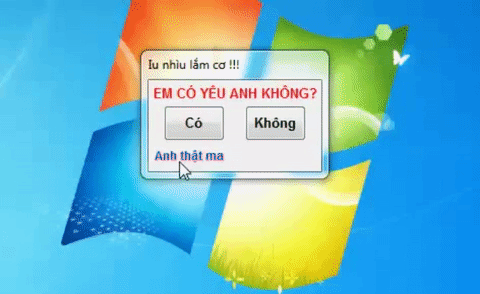 Iu nhìu lắm cơ !!!
EM CÓ YÊU ANH KHÔNG?
Có
Không
Anh thật ma